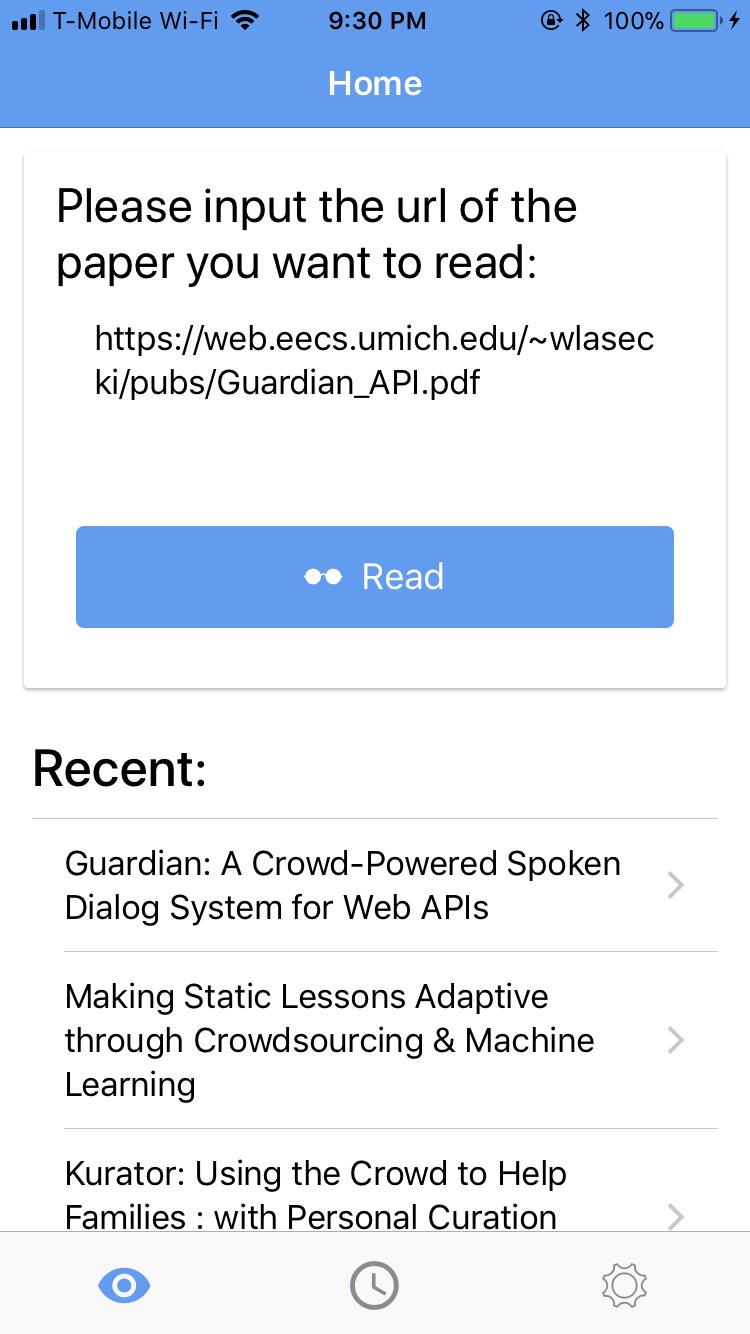 T-Mobile Wi-Fi 9:30 PM 100%
Home
Please input the url of the
paper you want to read:
https://web.eecs.umich.edu/~wlasec
ki/pubs/Guardian_API.pdf
Read
Recent:
Guardian: A Crowd-Powered Spoken
Dialog System for Web APIs
Making Static Lessons Adaptive
through Crowdsourcing & Machine
Learning
Kurator: Using the Crowd to Help
Families : with Personal Curation